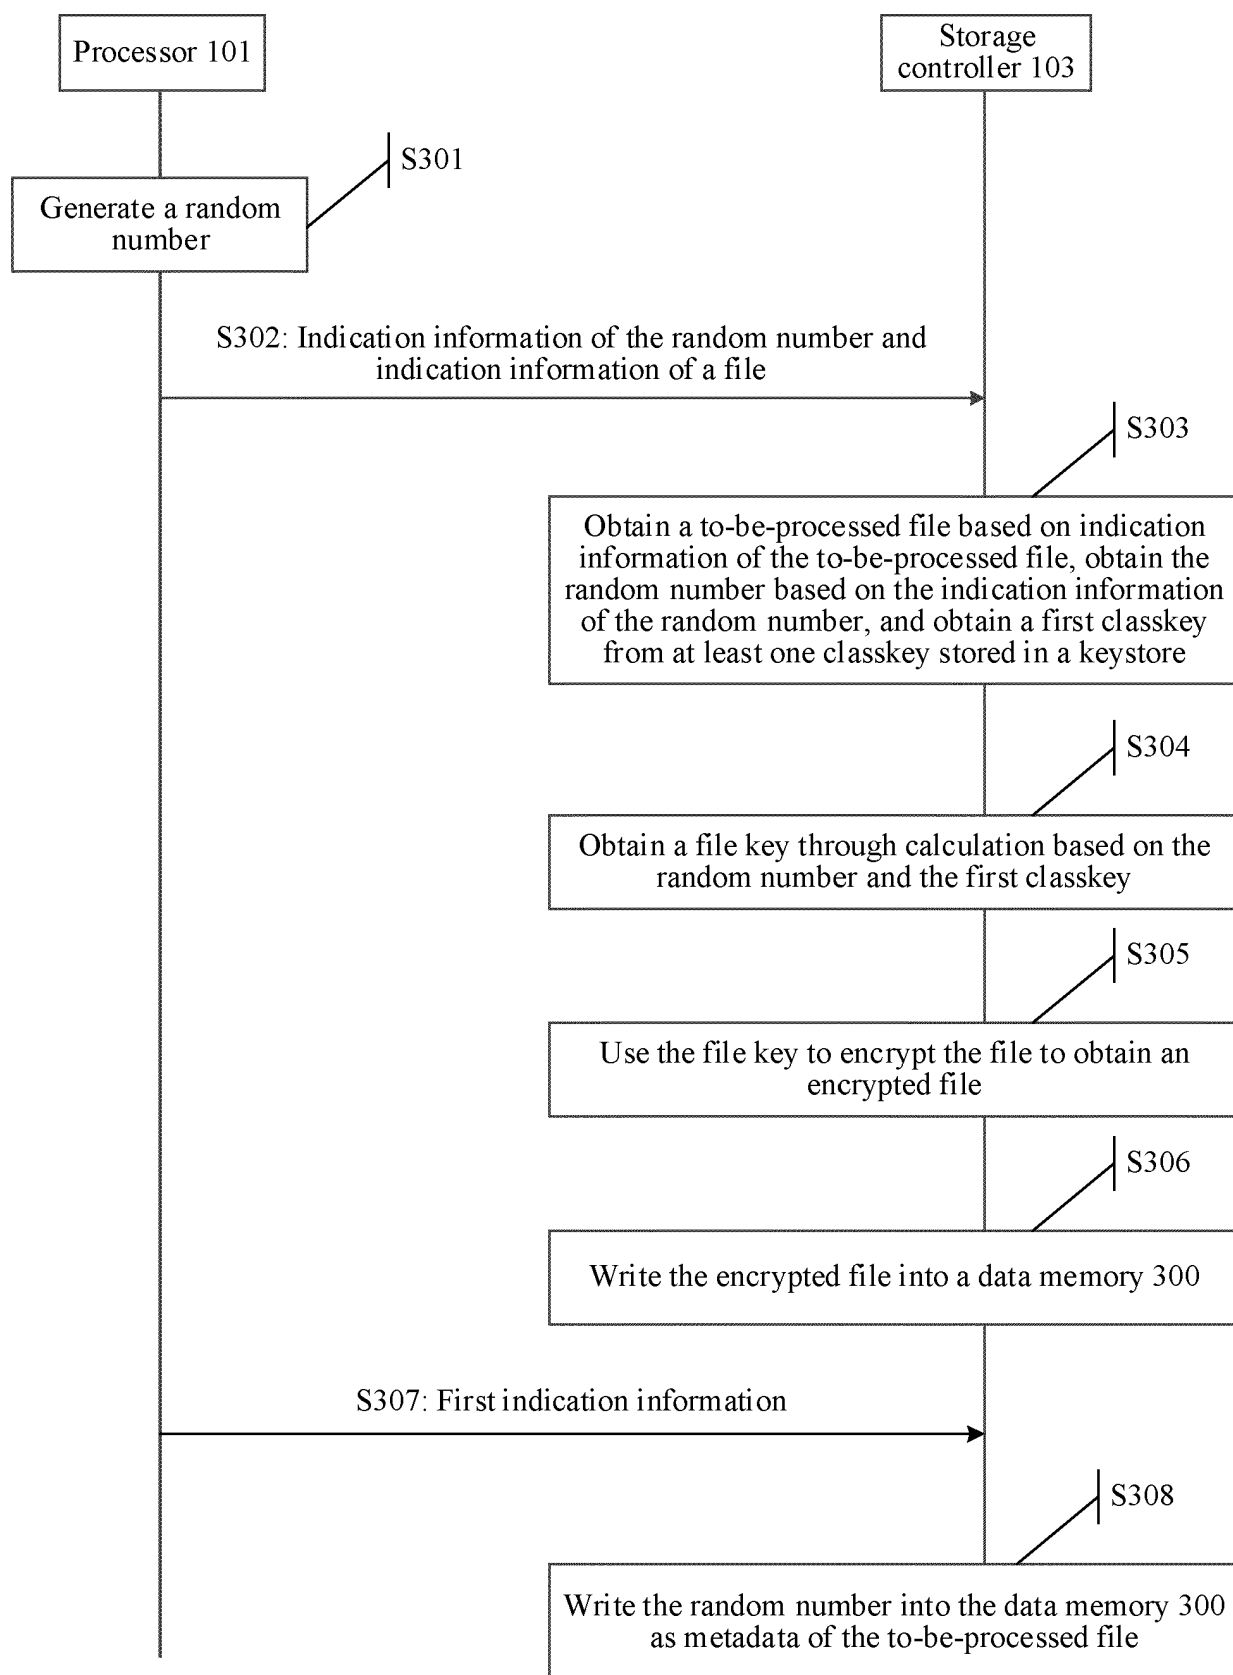 Processor 101
Storage
controller 103
S301
Generate a random
number
S302: Indication information of the random number and
indication information of a file
S303
Obtain a to-be-processed file based on indication
information of the to-be-processed file, obtain the
random number based on the indication information
of the random number, and obtain a first classkey
from at least one classkey stored in a keystore
S304
Obtain a file key through calculation based on the
random number and the first classkey
S305
Use the file key to encrypt the file to obtain an
encrypted file
S306
Write the encrypted file into a data memory 300
S307: First indication information
S308
Write the random number into the data memory 300
as metadata of the to-be-processed file